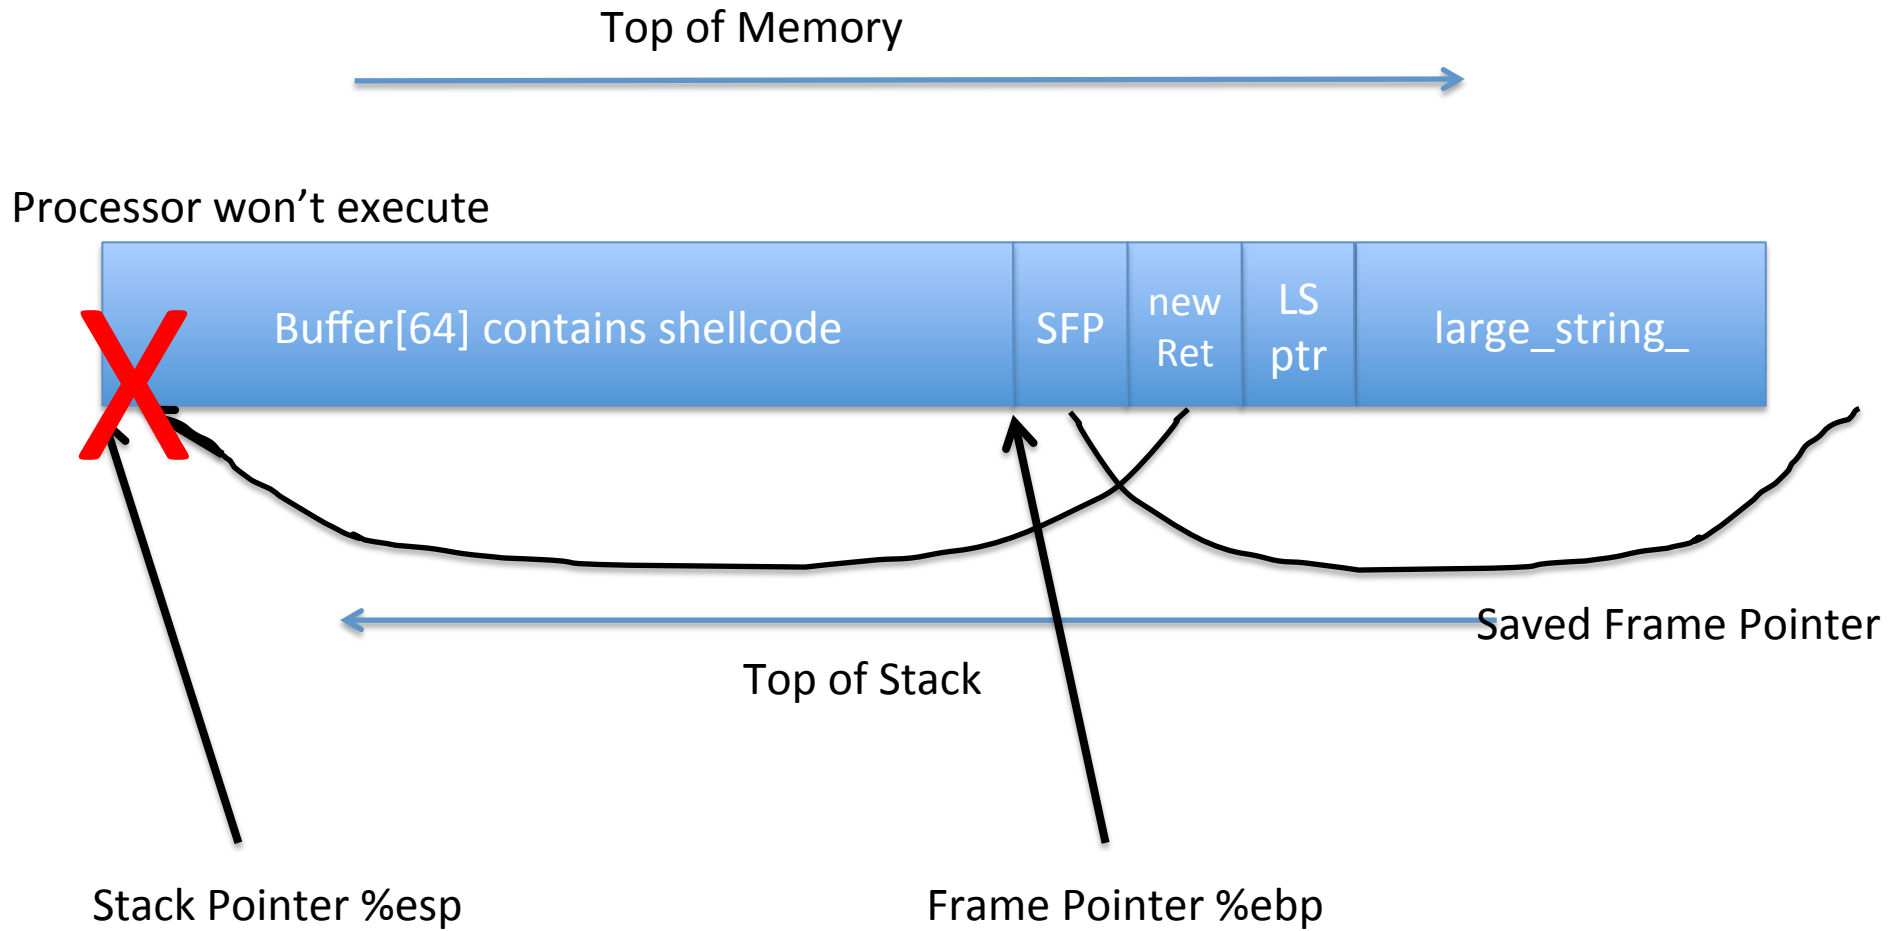 Top of Memory
Processor won’t execute
Buffer[64] contains shellcode
SFP
new
Ret
LS
ptr
large_string_
Saved Frame Pointer
Top of Stack
Stack Pointer %esp
Frame Pointer %ebp